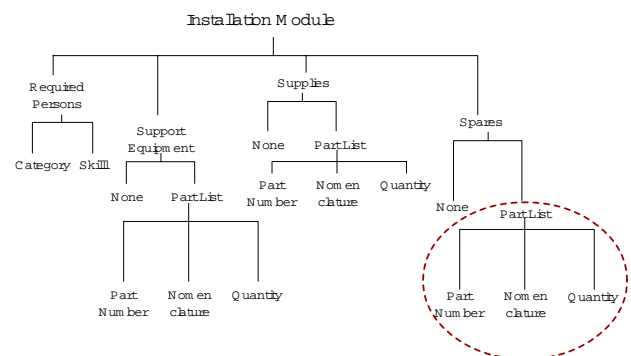 Installation Module
Required
Persons
Category Skill
Support
Equipment
None PartList
Part
Number
Nomen
clature
Quantity
Supplies
None PartList
Part
Number
Nomen
clature
Quantity
Spares
None
PartList
Part
Number
Nomen
clature
Quantity